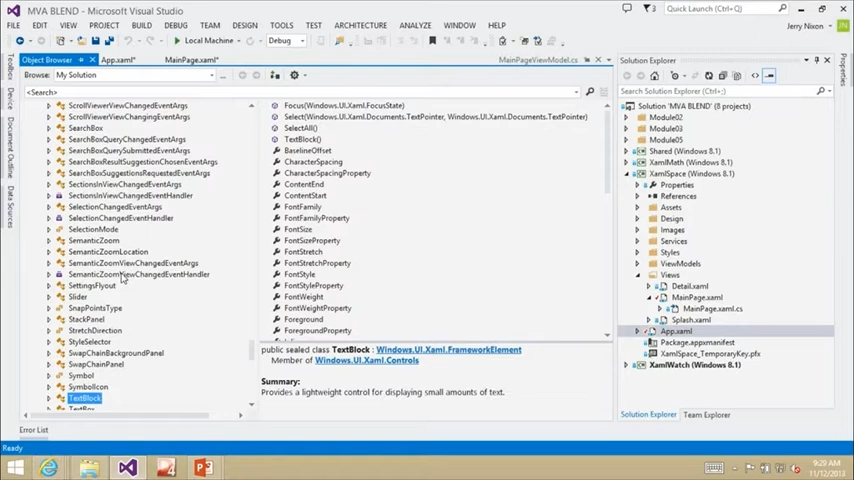 MVA BLEND - Microsoft Visual Studio
3
Quick Launch (Ctrl+Q)
FILE EDIT VIEW PROJECT BUILD DEBUG TEAM DESIGN TOOLS TEST ARCHITECTURE ANALYZE WINDOW HELP
Jerry Nixon JN
Local Machine Debug
Toolbox
Device
Document Outline
Data Sources
Object Browser App.xaml* MainPage.xaml* MainPageViewModel.cs
Browse: My Solution
<Search>
ScrollViewerViewChangedEventArgs
ScrollViewerViewChangingEventArgs
SearchBox
SearchBoxQueryChangedEventArgs
SearchBoxQuerySubmittedEventArgs
SearchBoxResultSuggestionChosenEventArgs
SearchBoxSuggestionsRequestedEventArgs
SectionsInViewChangedEventArgs
SectionsInViewChangedEventHandler
SelectionChangedEventArgs
SelectionChangedEventHandler
SelectionMode
SemanticZoom
SemanticZoomLocation
SemanticZoomViewChangedEventArgs
SemanticZoomViewChangedEventHandler
SettingsFlyout
Slider
SnapPointsType
StackPanel
StretchDirection
StyleSelector
SwapChainBackgroundPanel
SwapChainPanel
Symbol
SymbolIcon
TextBlock
TextBox
Focus(Windows.UI.Xaml.FocusState)
Select(Windows.UI.Xaml.Documents.TextPointer, Windows.UI.Xaml.Documents.TextPointer)
SelectAll()
TextBlock()
BaselineOffset
CharacterSpacing
CharacterSpacingProperty
ContentEnd
ContentStart
FontFamily
FontFamilyProperty
FontSize
FontSizeProperty
FontStretch
FontStretchProperty
FontStyle
FontStyleProperty
FontWeight
FontWeightProperty
Foreground
ForegroundProperty
public sealed class TextBlock : Windows.UI.Xaml.FrameworkElement
Member of Windows.UI.Xaml.Controls
Summary:
Provides a lightweight control for displaying small amounts of text.
Solution Explorer
Search Solution Explorer (Ctrl+;)
Solution 'MVA BLEND' (8 projects)
Module02
Module03
Module05
Shared (Windows 8.1)
XamlMath (Windows 8.1)
XamlSpace (Windows 8.1)
Properties
References
Assets
Design
Images
Services
Styles
ViewModels
Views
Detail.xaml
MainPage.xaml
MainPage.xaml.cs
Splash.xaml
App.xaml
Package.appxmanifest
XamlSpace_TemporaryKey.pfx
XamlWatch (Windows 8.1)
Solution Explorer Team Explorer
Properties
Error List
Ready
9:29 AM
11/12/2013